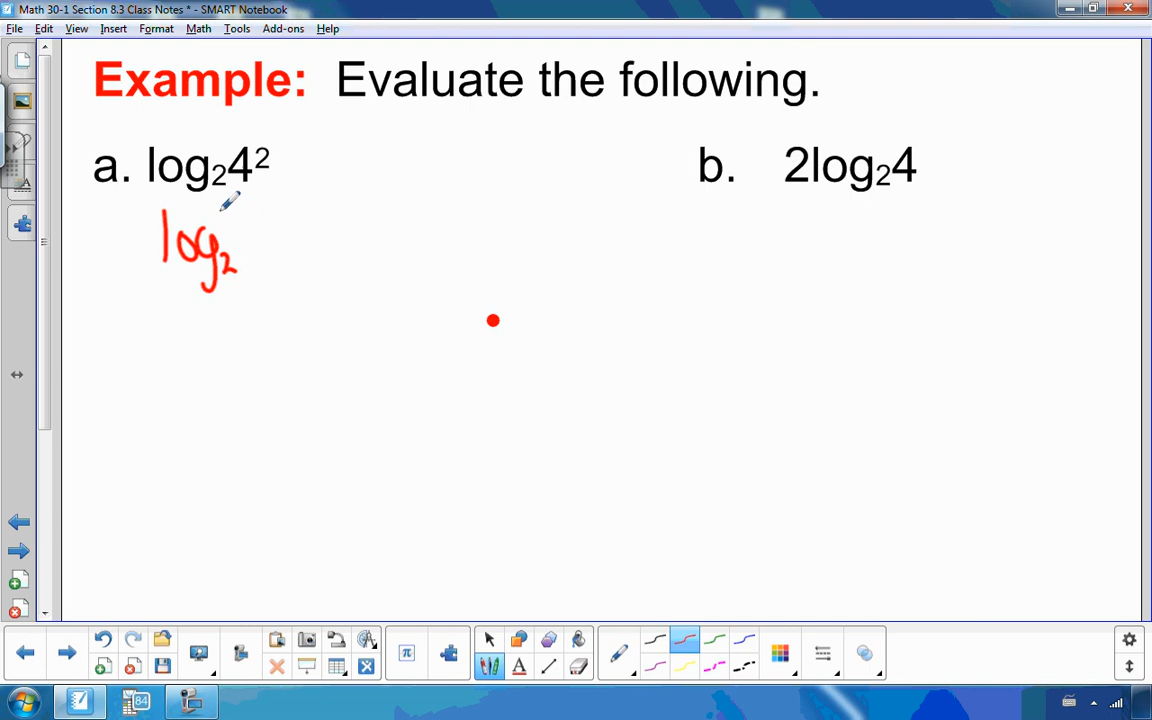 Math 30-1 Section 8.3 Class Notes * - SMART Notebook
File Edit View Insert Format Math Tools Add-ons Help
Example: Evaluate the following.
a. log₂4² b. 2log₂4
log₂
π
A
84